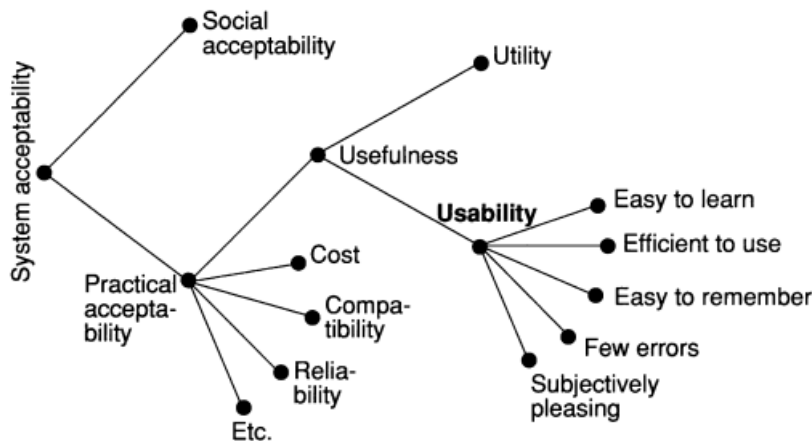 Social
acceptability
Utility
System acceptability
Usefulness
Usability
Easy to learn
Efficient to use
Easy to remember
Few errors
Subjectively
pleasing
Practical
accepta-
bility
Cost
Compa-
tibility
Relia-
bility
Etc.